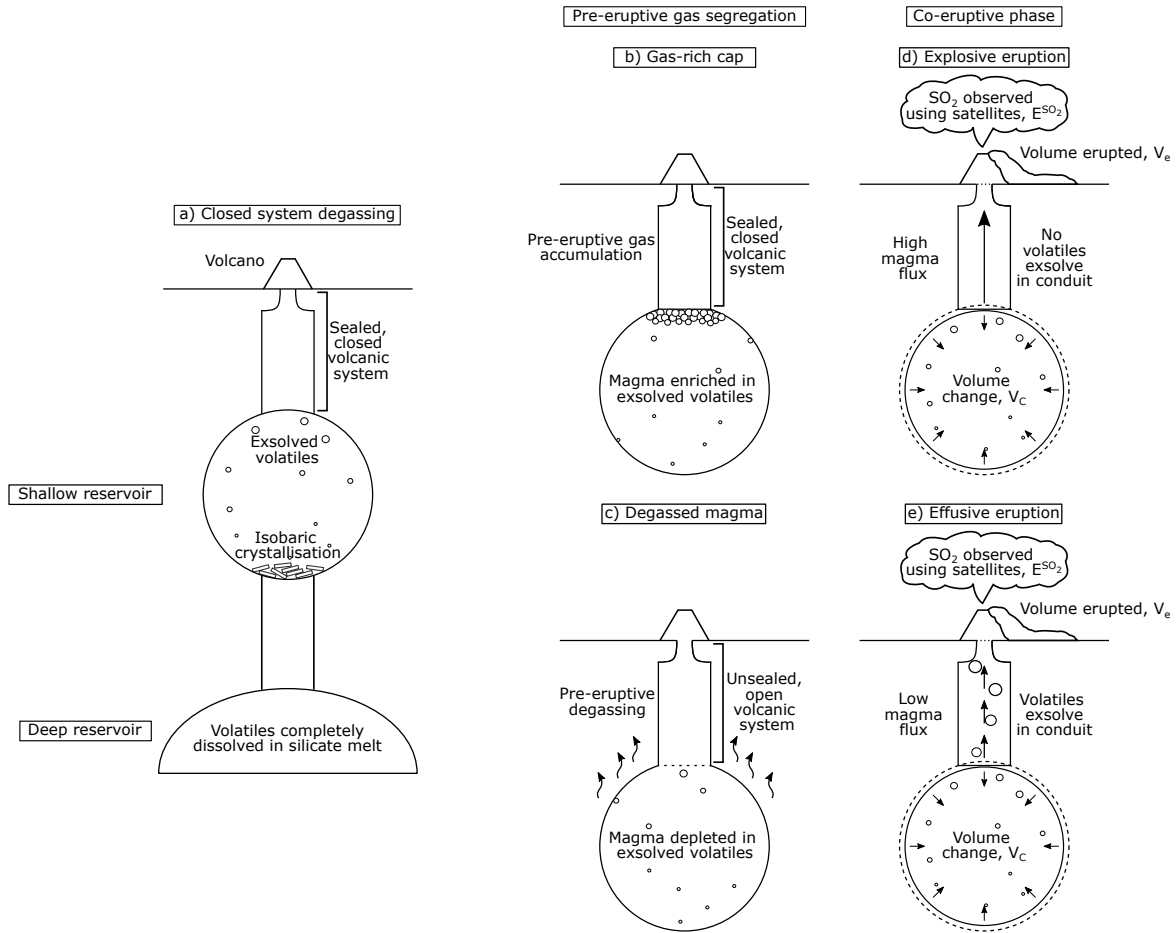 Pre-eruptive gas segregation
Co-eruptive phase
a) Closed system degassing
Volcano
Sealed,
closed
volcanic
system
Exsolved
volatiles
Shallow reservoir
Isobaric
crystallisation
Deep reservoir
Volatiles completely
dissolved in silicate melt
b) Gas-rich cap
Pre-eruptive gas
accumulation
Sealed,
closed
volcanic
system
Magma enriched in
exsolved volatiles
c) Degassed magma
Pre-eruptive
degassing
Unsealed,
open
volcanic
system
Magma depleted in
exsolved volatiles
d) Explosive eruption
SO₂ observed
using satellites, E^SO₂
Volume erupted, Vₑ
High
magma
flux
No
volatiles
exsolve
in conduit
Volume
change, V_C
e) Effusive eruption
SO₂ observed
using satellites, E^SO₂
Volume erupted, Vₑ
Low
magma
flux
Volatiles
exsolve
in conduit
Volume
change, V_C